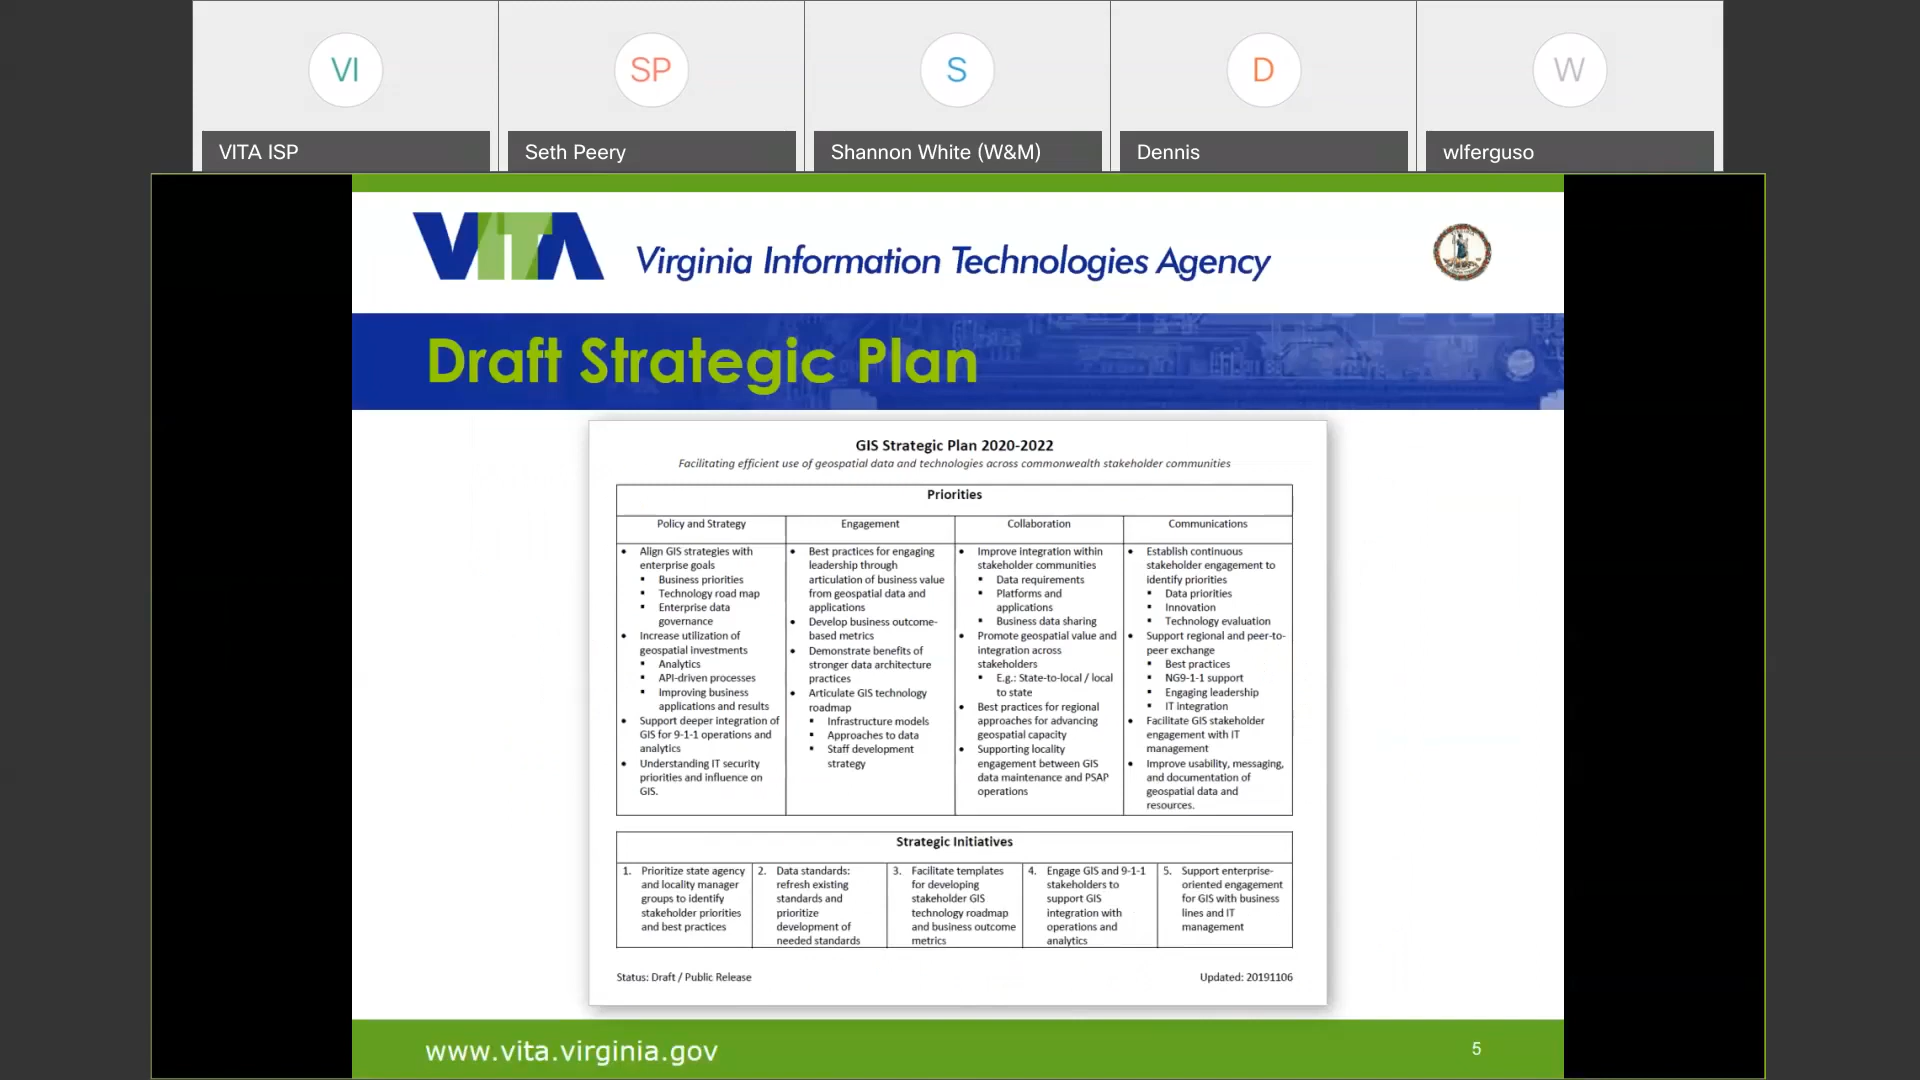 VI
SP
S
D
W
VITA ISP
Seth Peery
Shannon White (W&M)
Dennis
wlferguso
VITA
Virginia Information Technologies Agency
Draft Strategic Plan
GIS Strategic Plan 2020-2022
Facilitating efficient use of geospatial data and technologies across commonwealth stakeholder communities
Priorities
Policy and Strategy
• Align GIS strategies with
enterprise goals
▪ Business priorities
▪ Technology road map
▪ Enterprise data
governance
• Increase utilization of
geospatial investments
▪ Analytics
▪ API-driven processes
▪ Improving business
applications and results
• Support deeper integration of
GIS for 9-1-1 operations and
analytics
• Understanding IT security
priorities and influence on
GIS.
Engagement
• Best practices for engaging
leadership through
articulation of business value
from geospatial data and
applications
• Develop business outcome-
based metrics
• Demonstrate benefits of
stronger data architecture
practices
• Articulate GIS technology
roadmap
▪ Infrastructure models
▪ Approaches to data
▪ Staff development
strategy
Collaboration
• Improve integration within
stakeholder communities
▪ Data requirements
▪ Platforms and
applications
▪ Business data sharing
• Promote geospatial value and
integration across
stakeholders
▪ E.g.: State-to-local / local
to state
• Best practices for regional
approaches for advancing
geospatial capacity
• Supporting locality
engagement between GIS
data maintenance and PSAP
operations
Communications
• Establish continuous
stakeholder engagement to
identify priorities
▪ Data priorities
▪ Innovation
▪ Technology evaluation
• Support regional and peer-to-
peer exchange
▪ Best practices
▪ NG9-1-1 support
▪ Engaging leadership
▪ IT integration
• Facilitate GIS stakeholder
engagement with IT
management
• Improve usability, messaging,
and documentation of
geospatial data and
resources.
Strategic Initiatives
1. Prioritize state agency
and locality manager
groups to identify
stakeholder priorities
and best practices
2. Data standards:
refresh existing
standards and
prioritize
development of
needed standards
3. Facilitate templates
for developing
stakeholder GIS
technology roadmap
and business outcome
metrics
4. Engage GIS and 9-1-1
stakeholders to
support GIS
integration with
operations and
analytics
5. Support enterprise-
oriented engagement
for GIS with business
lines and IT
management
Status: Draft / Public Release
Updated: 20191106
www.vita.virginia.gov
5